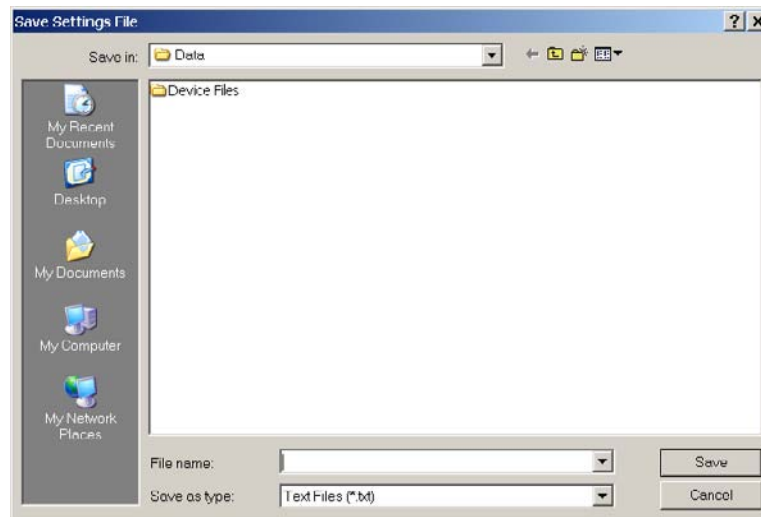 Save Settings File
Save in: Data
Device Files
My Recent
Documents
Desktop
My Documents
My Computer
My Network
Places
File name:
Save
Save as type: Text Files (*.txt)
Cancel